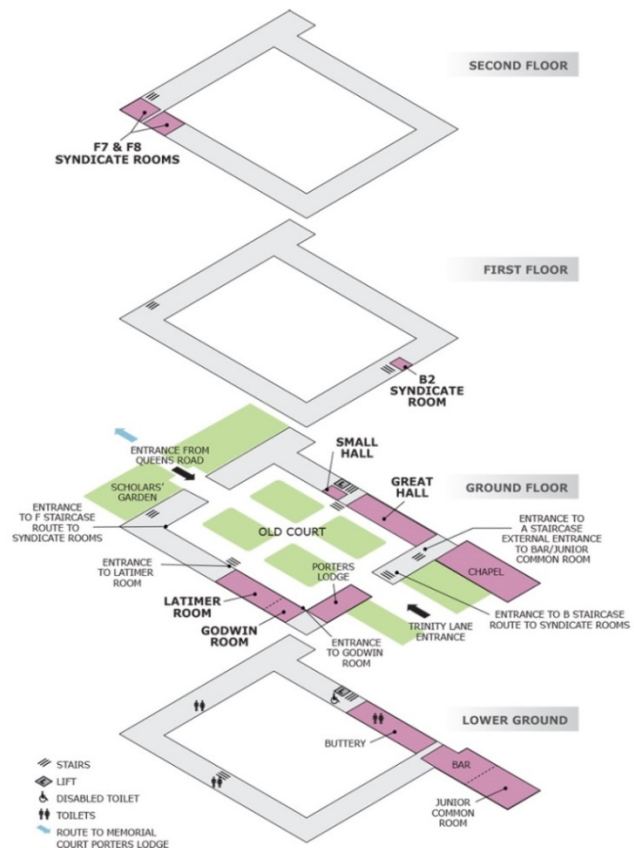 SECOND FLOOR
F7 & F8
SYNDICATE ROOMS
FIRST FLOOR
B2
SYNDICATE
ROOM
SMALL
HALL
ENTRANCE FROM
QUEENS ROAD
GREAT
HALL
GROUND FLOOR
SCHOLARS'
GARDEN
ENTRANCE
TO F STAIRCASE
ROUTE TO
SYNDICATE ROOMS
OLD COURT
ENTRANCE TO
A STAIRCASE
EXTERNAL ENTRANCE
TO BAR/JUNIOR
COMMON ROOM
ENTRANCE
TO LATIMER
ROOM
PORTERS
LODGE
CHAPEL
LATIMER
ROOM
GODWIN
ROOM
TRINITY LANE
ENTRANCE
ENTRANCE TO B STAIRCASE
ROUTE TO SYNDICATE ROOMS
ENTRANCE
TO GODWIN
ROOM
LOWER GROUND
BUTTERY
BAR
JUNIOR
COMMON
ROOM
STAIRS
LIFT
DISABLED TOILET
TOILETS
ROUTE TO MEMORIAL
COURT PORTERS LODGE